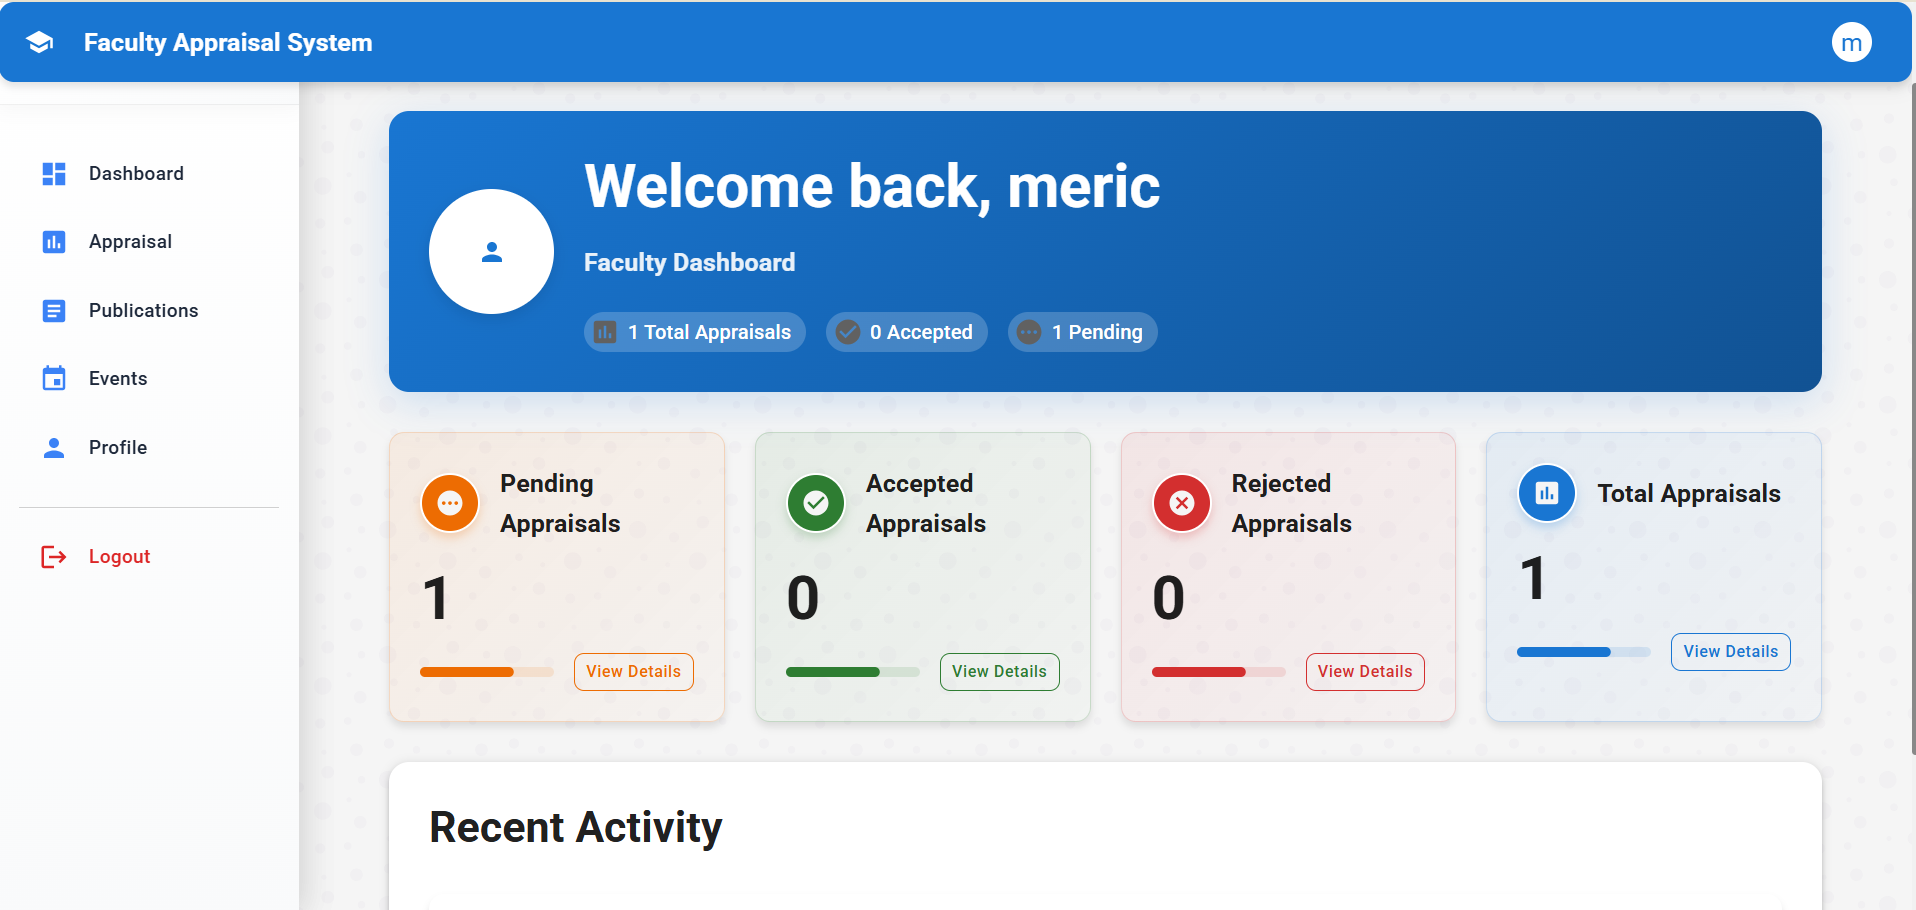 Faculty Appraisal System
m
Dashboard
Appraisal
Publications
Events
Profile
Logout
Welcome back, meric
Faculty Dashboard
1 Total Appraisals
0 Accepted
1 Pending
Pending
Appraisals
1
View Details
Accepted
Appraisals
0
View Details
Rejected
Appraisals
0
View Details
Total Appraisals
1
View Details
Recent Activity